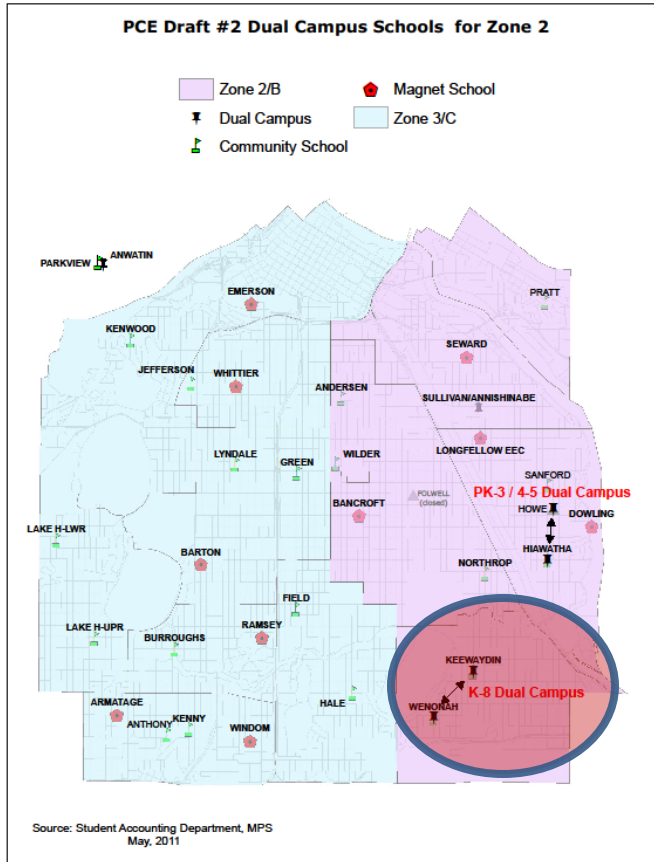 PCE Draft #2 Dual Campus Schools for Zone 2
Zone 2/B
Magnet School
Dual Campus
Zone 3/C
Community School
PARKVIEW
ANWATIN
EMERSON
PRATT
KENWOOD
SEWARD
JEFFERSON
WHITTIER
ANDERSEN
SULLIVAN/ANNISHINABE
LONGFELLOW EEC
LYNDALE
GREEN
WILDER
SANFORD
PK-3 / 4-5 Dual Campus
FOLWELL
(closed)
BANCROFT
HOWE
DOWLING
LAKE H-LWR
HIAWATHA
BARTON
NORTHROP
FIELD
LAKE H-UPR
BURROUGHS
RAMSEY
KEEWAYDIN
K-8 Dual Campus
ARMATAGE
HALE
WENONAH
ANTHONY
KENNY
WINDOM
Source: Student Accounting Department, MPS
May, 2011